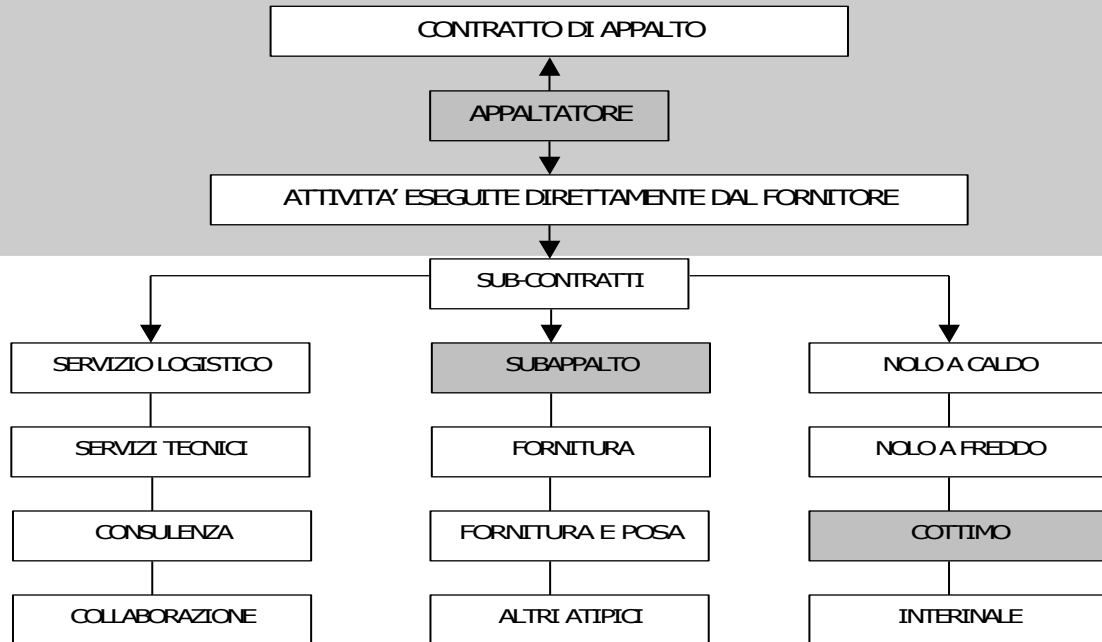 CONTRATTO DI APPALTO
APPALTATORE
ATTIVITA’ ESEGUITE DIRETTAMENTE DAL FORNITORE
SUB-CONTRATTI
SERVIZIO LOGISTICO
SUBAPPALTO
NOLO A CALDO
SERVIZI TECNICI
FORNITURA
NOLO A FREDDO
CONSULENZA
FORNITURA E POSA
COTTIMO
COLLABORAZIONE
ALTRI ATIPICI
INTERINALE